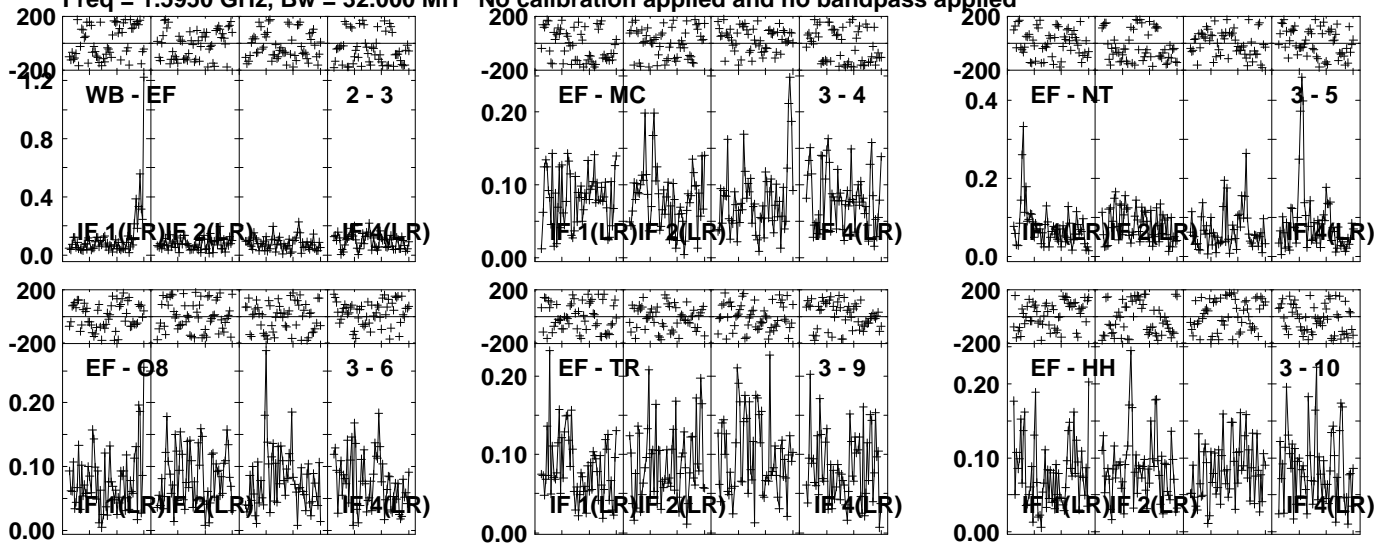 Freq = 1.5950 GHz, Bw = 32.000 MH No calibration applied and no bandpass applied
200
-200
WB - EF 2 - 3
1.2
0.8
0.4
0.0
IF 1(LR) IF 2(LR) IF 4(LR)
200
-200
EF - MC 3 - 4
0.20
0.10
0.00
IF 1(LR) IF 2(LR) IF 4(LR)
200
-200
EF - NT 3 - 5
0.4
0.2
0.0
IF 1(LR) IF 2(LR) IF 4(LR)
200
-200
EF - O8 3 - 6
0.20
0.10
0.00
IF 1(LR) IF 2(LR) IF 4(LR)
200
-200
EF - TR 3 - 9
0.20
0.10
0.00
IF 1(LR) IF 2(LR) IF 4(LR)
200
-200
EF - HH 3 - 10
0.20
0.10
0.00
IF 1(LR) IF 2(LR) IF 4(LR)